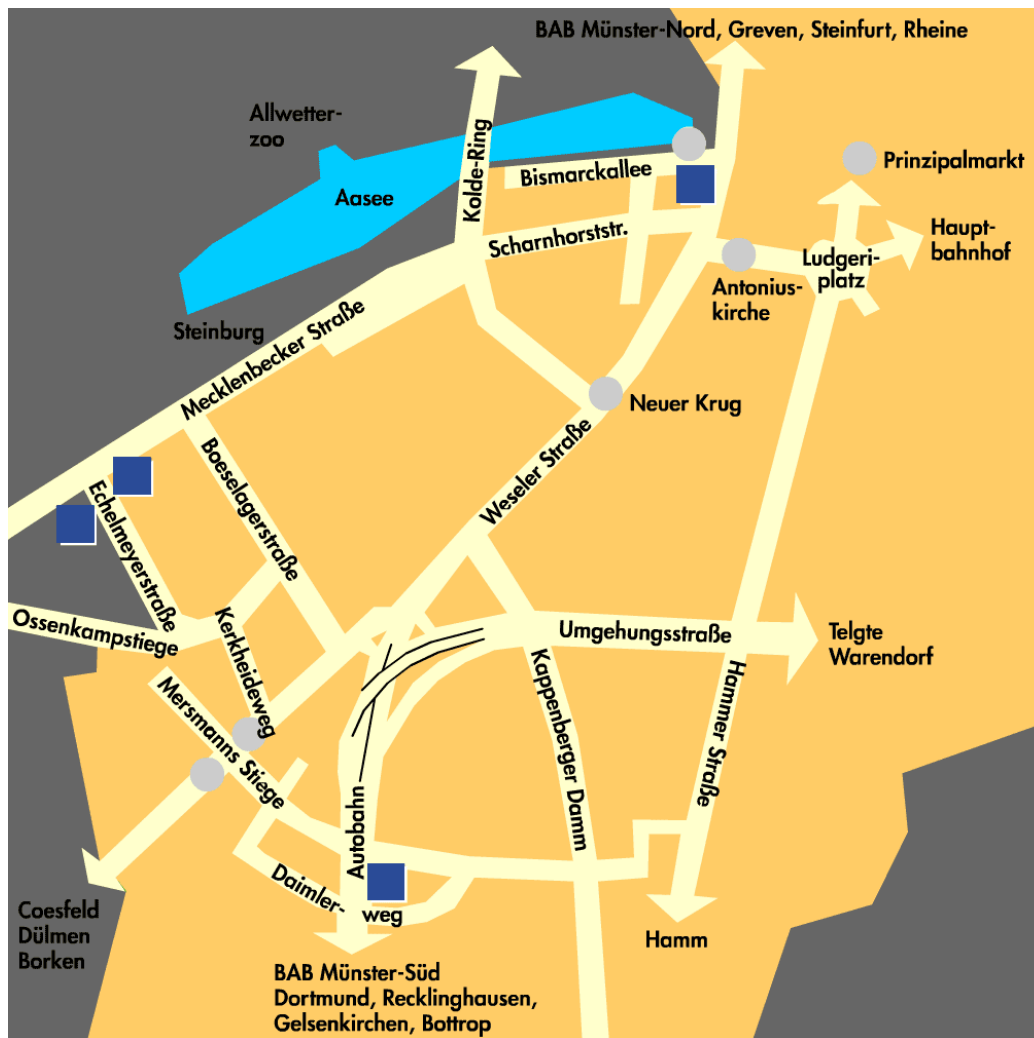 BAB Münster-Nord, Greven, Steinfurt, Rheine
Allwetter-
zoo
Kolde-Ring
Prinzipalmarkt
Bismarckallee
Aasee
Haupt-
bahnhof
Scharnhorststr.
Ludgeri-
platz
Antonius-
kirche
Steinburg
Mecklenbecker Straße
Neuer Krug
Boeselagerstraße
Weseler Straße
Echelmeyerstraße
Ossenkampstiege
Kerkheideweg
Umgehungsstraße
Telgte
Warendorf
Kappenberger Damm
Hammer Straße
Mersmanns Stiege
Autobahn
Daimler-
weg
Coesfeld
Dülmen
Borken
Hamm
BAB Münster-Süd
Dortmund, Recklinghausen,
Gelsenkirchen, Bottrop